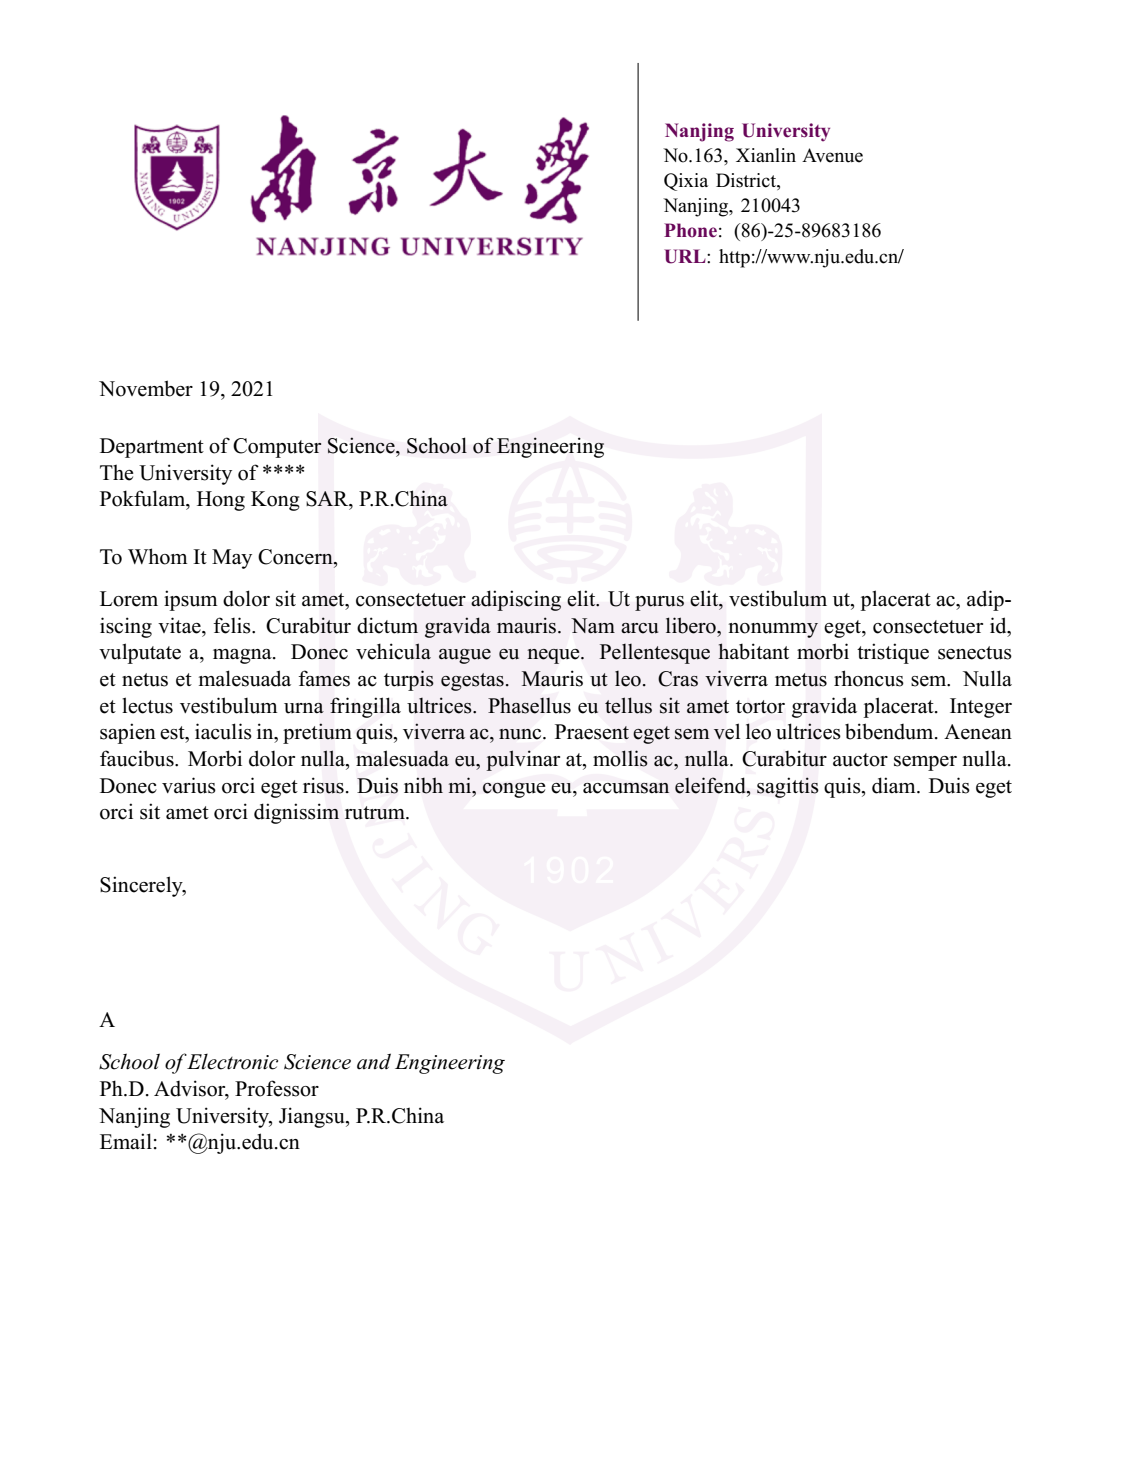 NANJING UNIVERSITY
1902
南京大学
NANJING UNIVERSITY
Nanjing University
No.163, Xianlin Avenue
Qixia District,
Nanjing, 210043
Phone: (86)-25-89683186
URL: http://www.nju.edu.cn/
November 19, 2021
Department of Computer Science, School of Engineering
The University of ****
Pokfulam, Hong Kong SAR, P.R.China
To Whom It May Concern,
Lorem ipsum dolor sit amet, consectetuer adipiscing elit. Ut purus elit, vestibulum ut, placerat ac, adip-
iscing vitae, felis. Curabitur dictum gravida mauris. Nam arcu libero, nonummy eget, consectetuer id,
vulputate a, magna. Donec vehicula augue eu neque. Pellentesque habitant morbi tristique senectus
et netus et malesuada fames ac turpis egestas. Mauris ut leo. Cras viverra metus rhoncus sem. Nulla
et lectus vestibulum urna fringilla ultrices. Phasellus eu tellus sit amet tortor gravida placerat. Integer
sapien est, iaculis in, pretium quis, viverra ac, nunc. Praesent eget sem vel leo ultrices bibendum. Aenean
faucibus. Morbi dolor nulla, malesuada eu, pulvinar at, mollis ac, nulla. Curabitur auctor semper nulla.
Donec varius orci eget risus. Duis nibh mi, congue eu, accumsan eleifend, sagittis quis, diam. Duis eget
orci sit amet orci dignissim rutrum.
1902
NANJING UNIVERSITY
Sincerely,
A
School of Electronic Science and Engineering
Ph.D. Advisor, Professor
Nanjing University, Jiangsu, P.R.China
Email: **@nju.edu.cn